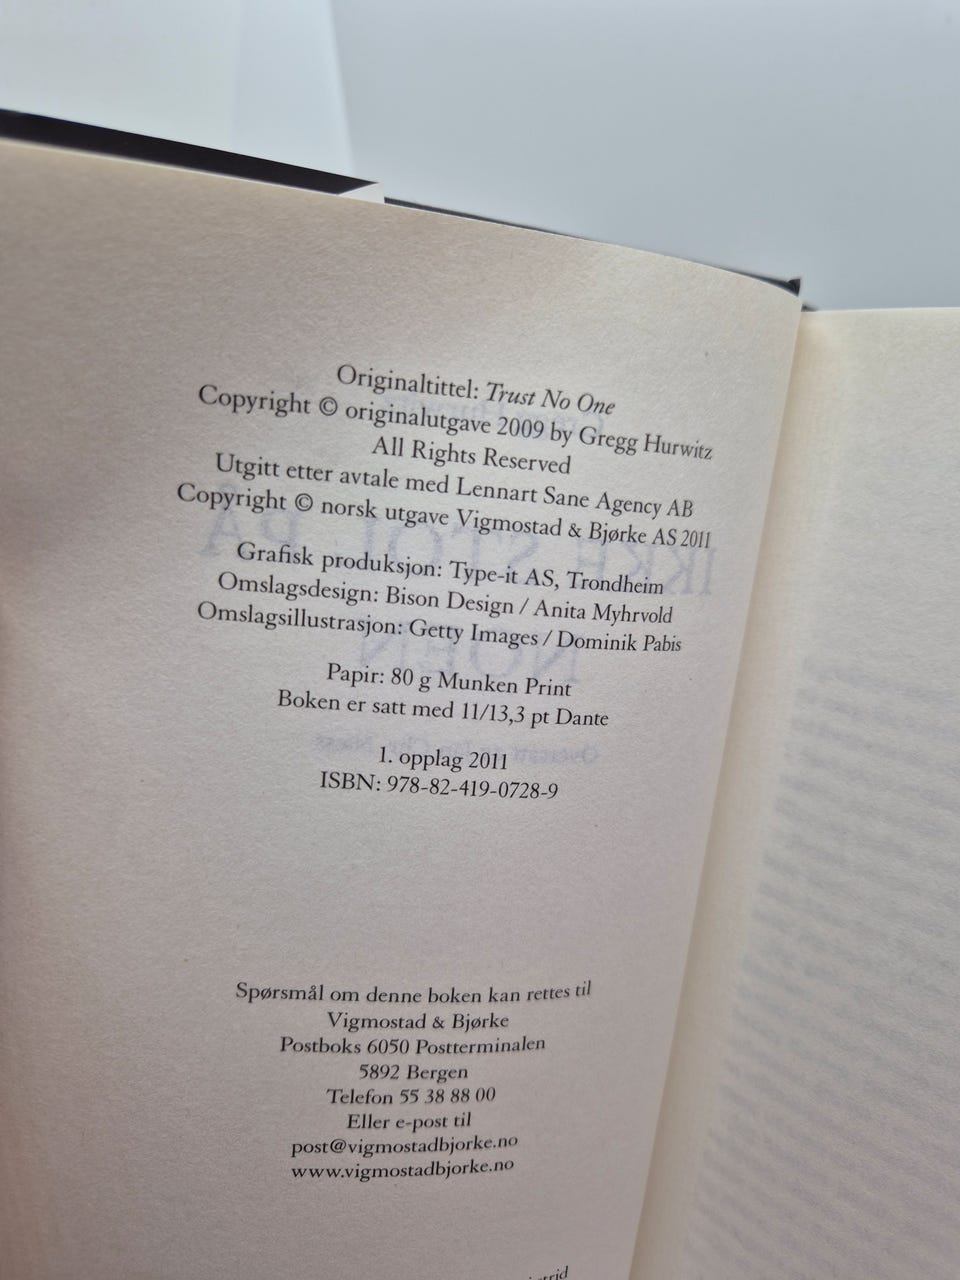 Originaltittel: Trust No One
Copyright © originalutgave 2009 by Gregg Hurwitz
All Rights Reserved
Utgitt etter avtale med Lennart Sane Agency AB
Copyright © norsk utgave Vigmostad & Bjørke AS 2011
Grafisk produksjon: Type-it AS, Trondheim
Omslagsdesign: Bison Design / Anita Myhrvold
Omslagsillustrasjon: Getty Images / Dominik Pabis
Papir: 80 g Munken Print
Boken er satt med 11/13,3 pt Dante
1. opplag 2011
ISBN: 978-82-419-0728-9
Spørsmål om denne boken kan rettes til
Vigmostad & Bjørke
Postboks 6050 Postterminalen
5892 Bergen
Telefon 55 38 88 00
Eller e-post til
post@vigmostadbjorke.no
www.vigmostadbjorke.no